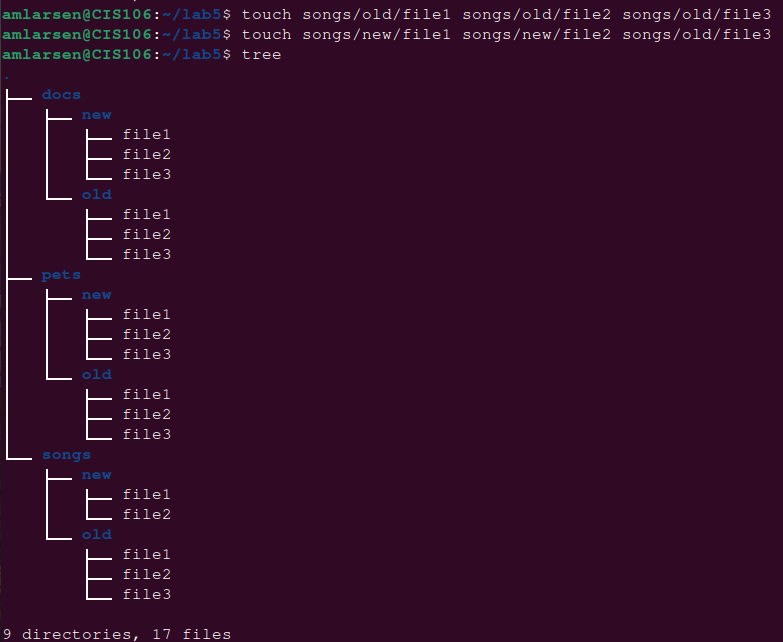 amlarsen@CIS106:~/lab5$ touch songs/old/file1 songs/old/file2 songs/old/file3
amlarsen@CIS106:~/lab5$ touch songs/new/file1 songs/new/file2 songs/old/file3
amlarsen@CIS106:~/lab5$ tree
.
├── docs
│   ├── new
│   │   ├── file1
│   │   ├── file2
│   │   └── file3
│   └── old
│       ├── file1
│       ├── file2
│       └── file3
├── pets
│   ├── new
│   │   ├── file1
│   │   ├── file2
│   │   └── file3
│   └── old
│       ├── file1
│       ├── file2
│       └── file3
└── songs
    ├── new
    │   ├── file1
    │   └── file2
    └── old
        ├── file1
        ├── file2
        └── file3
9 directories, 17 files